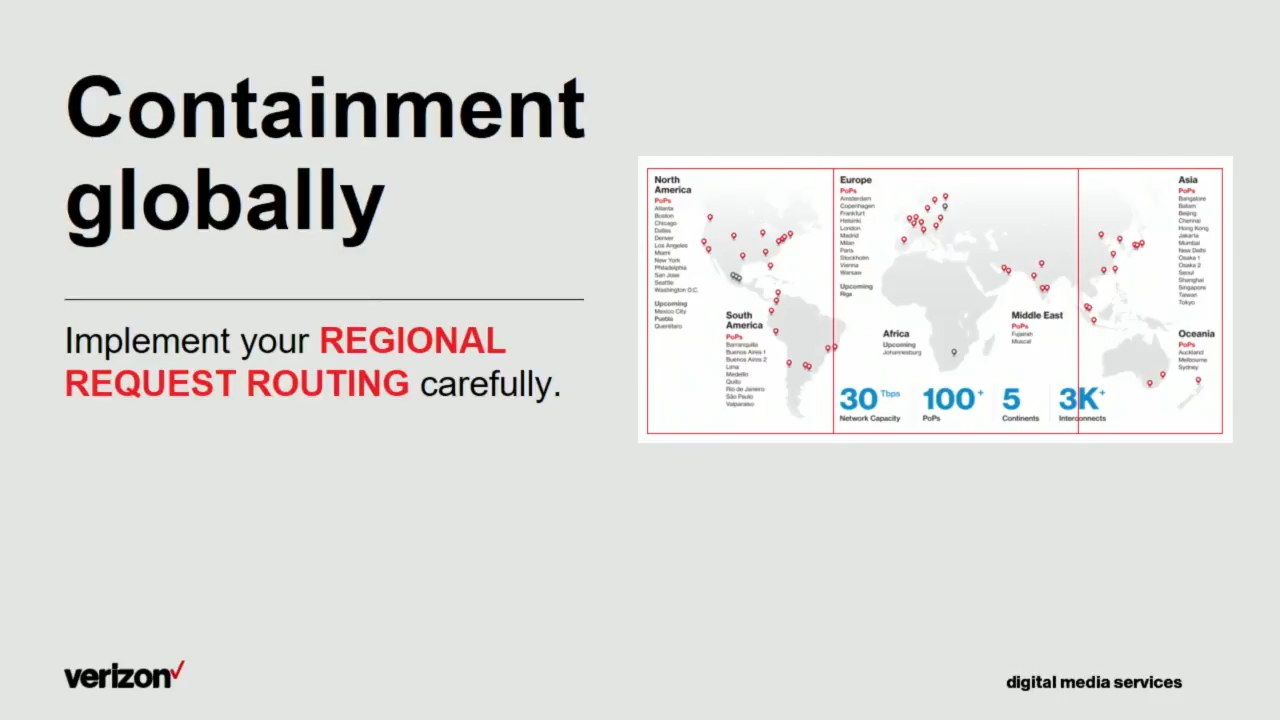 Containment
globally
Implement your REGIONAL
REQUEST ROUTING carefully.
North
America
PoPs
Atlanta
Boston
Chicago
Dallas
Denver
Los Angeles
Miami
New York
Philadelphia
San Jose
Seattle
Washington D.C.
Upcoming
Mexico City
Puebla
Querétaro
South
America
PoPs
Barranquilla
Buenos Aires 1
Buenos Aires 2
Lima
Medellin
Quito
Rio de Janeiro
São Paulo
Valparaiso
Europe
PoPs
Amsterdam
Copenhagen
Frankfurt
Helsinki
London
Madrid
Milan
Paris
Stockholm
Vienna
Warsaw
Upcoming
Riga
Africa
Upcoming
Johannesburg
Middle East
PoPs
Fujairah
Muscat
Asia
PoPs
Bangalore
Batam
Beijing
Chennai
Hong Kong
Jakarta
Mumbai
New Delhi
Osaka 1
Osaka 2
Seoul
Shanghai
Singapore
Taiwan
Tokyo
Oceania
PoPs
Auckland
Melbourne
Sydney
30 Tbps
Network Capacity
100+
PoPs
5
Continents
3K+
Interconnects
verizon
digital media services